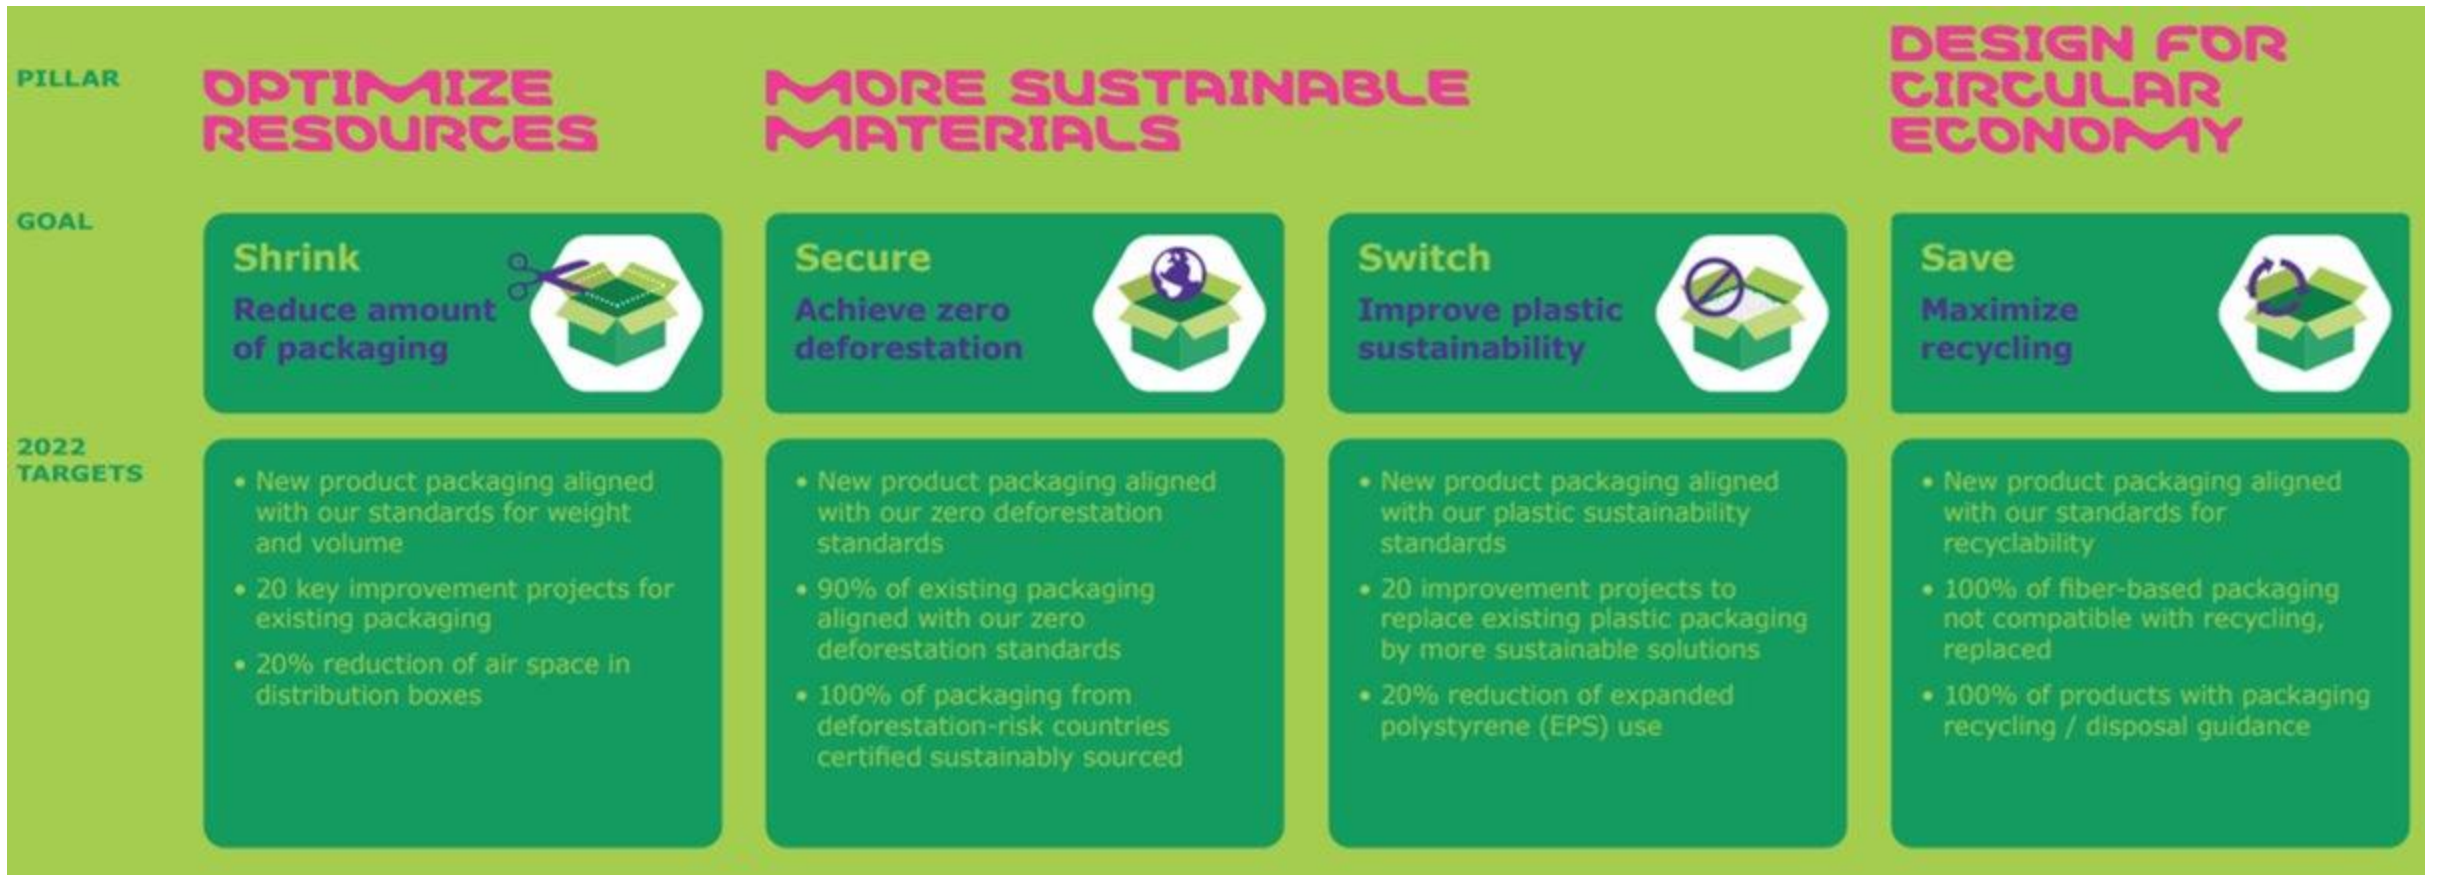 PILLAR
OPTIMIZE
RESOURCES
MORE SUSTAINABLE
MATERIALS
DESIGN FOR
CIRCULAR
ECONOMY
GOAL
Shrink
Reduce amount
of packaging
Secure
Achieve zero
deforestation
Switch
Improve plastic
sustainability
Save
Maximize
recycling
2022
TARGETS
• New product packaging aligned
with our standards for weight
and volume
• 20 key improvement projects for
existing packaging
• 20% reduction of air space in
distribution boxes
• New product packaging aligned
with our zero deforestation
standards
• 90% of existing packaging
aligned with our zero
deforestation standards
• 100% of packaging from
deforestation-risk countries
certified sustainably sourced
• New product packaging aligned
with our plastic sustainability
standards
• 20 improvement projects to
replace existing plastic packaging
by more sustainable solutions
• 20% reduction of expanded
polystyrene (EPS) use
• New product packaging aligned
with our standards for
recyclability
• 100% of fiber-based packaging
not compatible with recycling,
replaced
• 100% of products with packaging
recycling / disposal guidance